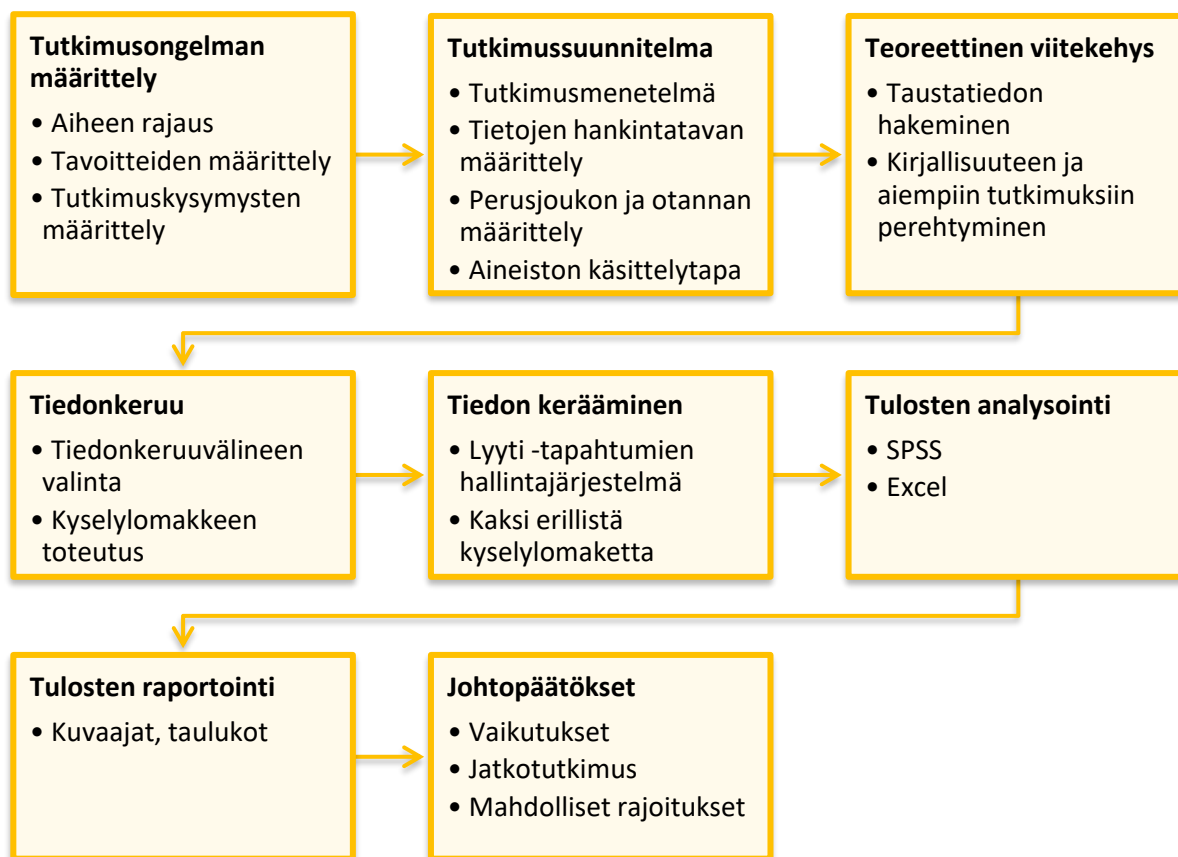 Tutkimusongelman
määrittely
• Aiheen rajaus
• Tavoitteiden määrittely
• Tutkimuskysymysten
määrittely
Tutkimussuunnitelma
• Tutkimusmenetelmä
• Tietojen hankintatavan
määrittely
• Perusjoukon ja otannan
määrittely
• Aineiston käsittelytapa
Teoreettinen viitekehys
• Taustatiedon
hakeminen
• Kirjallisuuteen ja
aiempiin tutkimuksiin
perehtyminen
Tiedonkeruu
• Tiedonkeruuvälineen
valinta
• Kyselylomakkeen
toteutus
Tiedon kerääminen
• Lyyti -tapahtumien
hallintajärjestelmä
• Kaksi erillistä
kyselylomaketta
Tulosten analysointi
• SPSS
• Excel
Tulosten raportointi
• Kuvaajat, taulukot
Johtopäätökset
• Vaikutukset
• Jatkotutkimus
• Mahdolliset rajoitukset